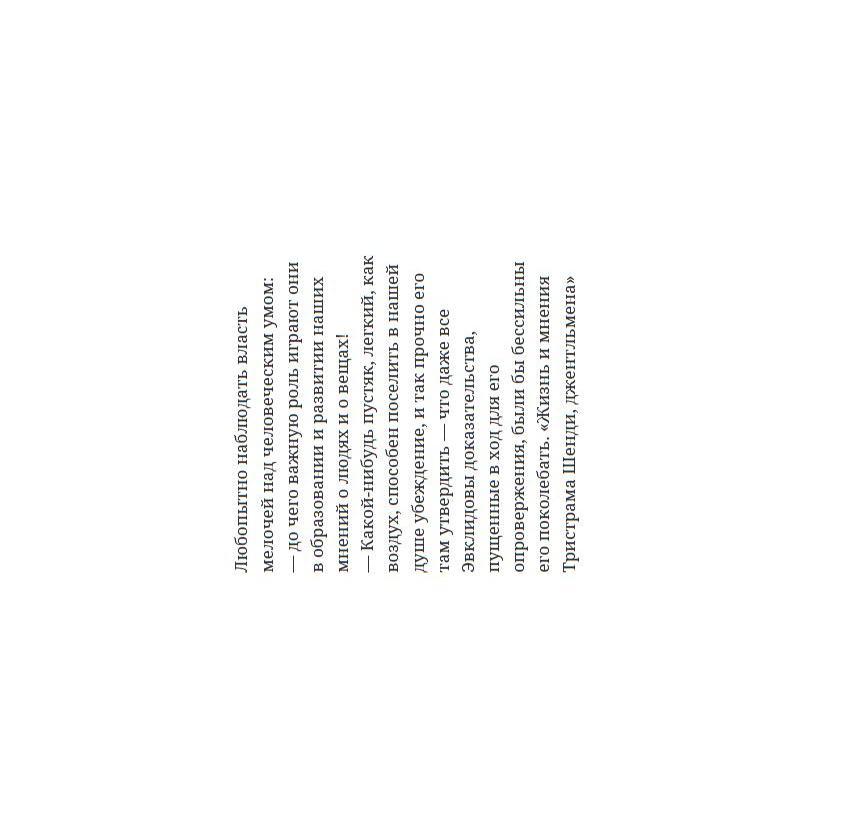 Любопытно наблюдать власть
мелочей над человеческим умом:
— до чего важную роль играют они
в образовании и развитии наших
мнений о людях и о вещах!
— Какой-нибудь пустяк, легкий, как
воздух, способен поселить в нашей
душе убеждение, и так прочно его
там утвердить — что даже все
Эвклидовы доказательства,
пущенные в ход для его
опровержения, были бы бессильны
его поколебать. «Жизнь и мнения
Тристрама Шенди, джентльмена»